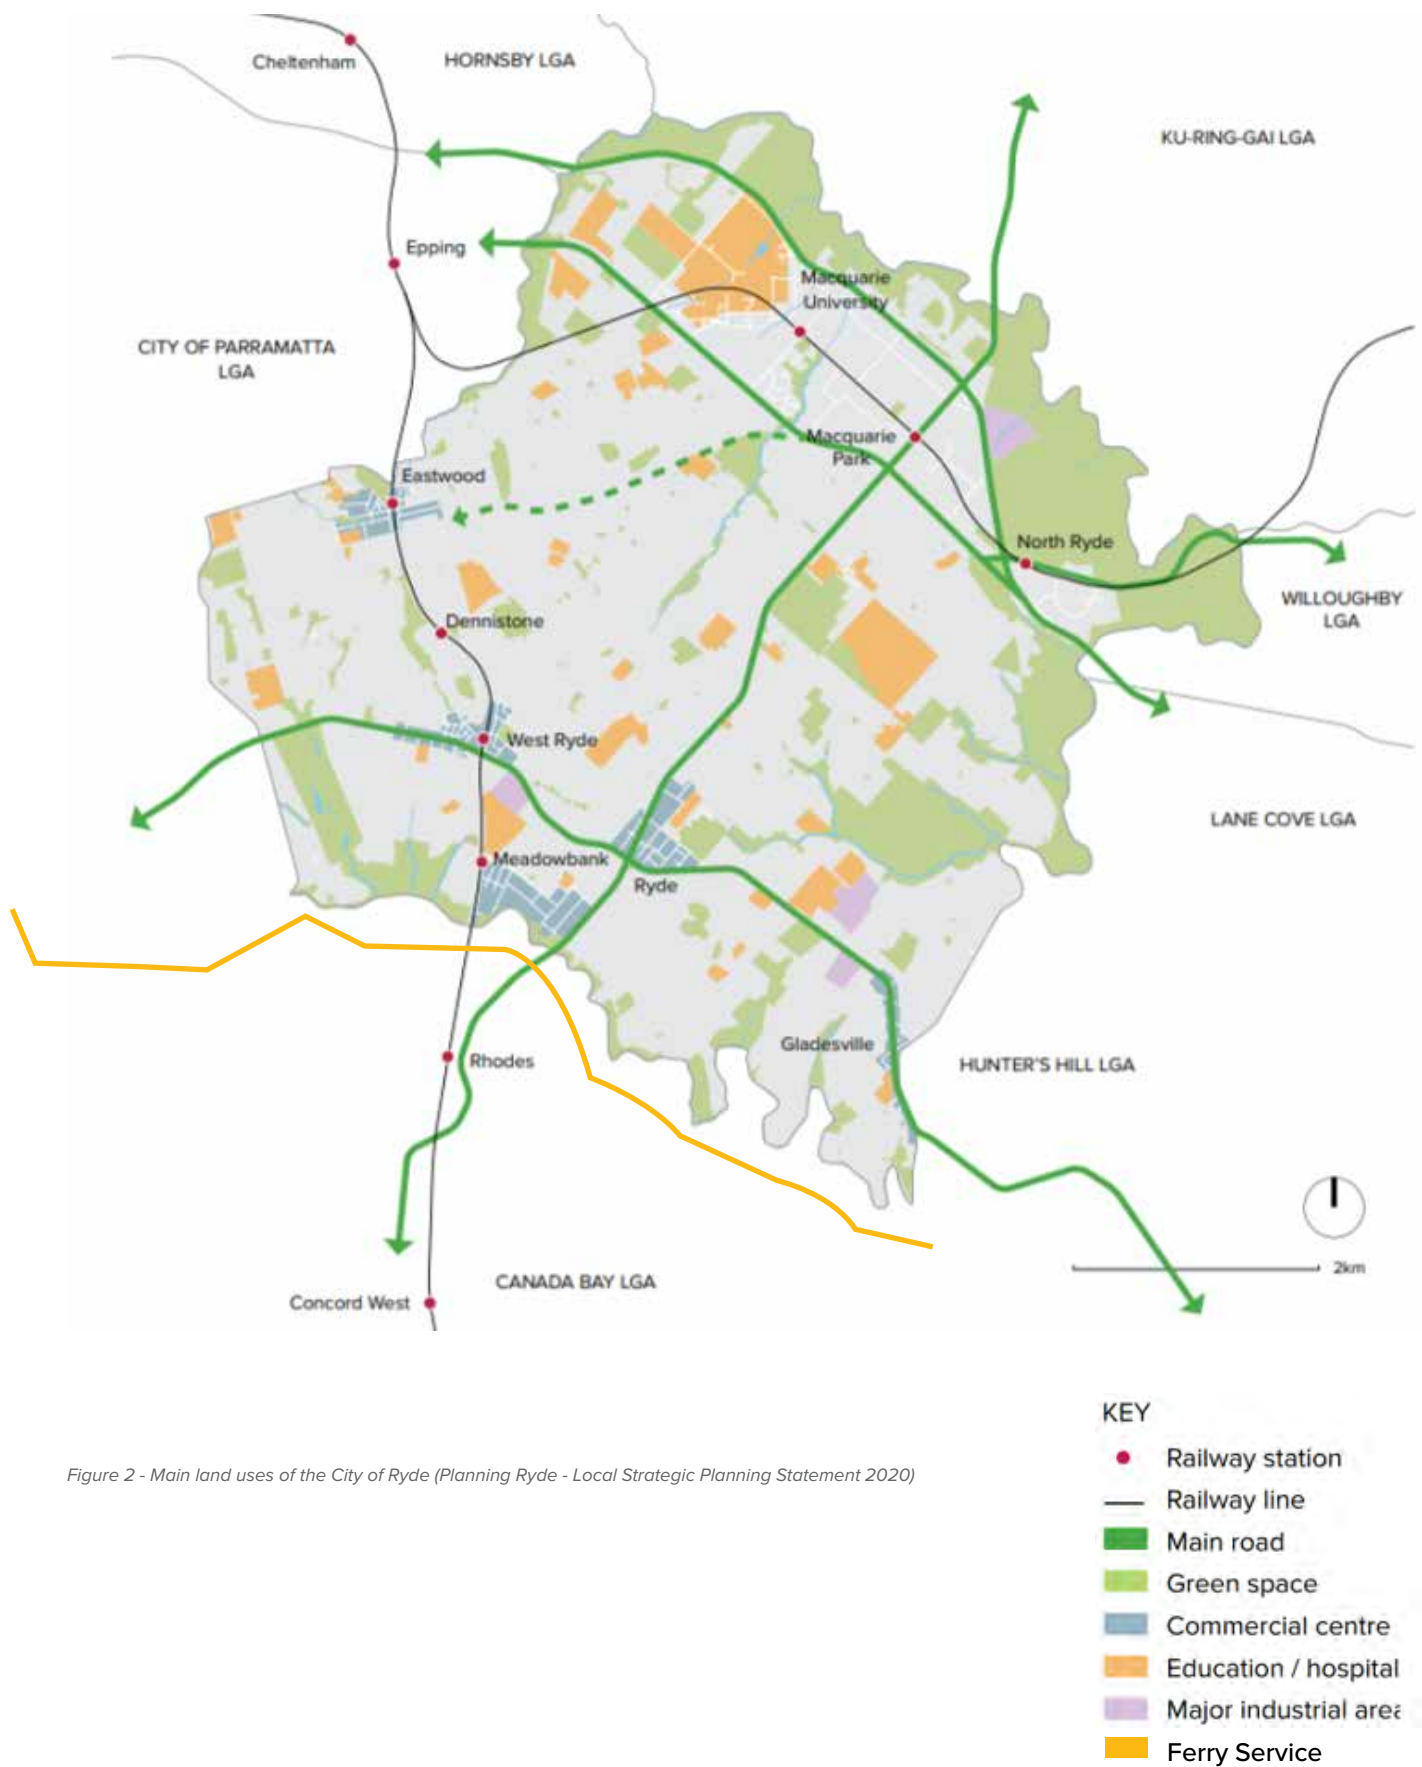 Cheltenham
HORNSBY LGA
KU-RING-GAI LGA
Epping
Macquarie
University
CITY OF PARRAMATTA
LGA
Macquarie
Park
Eastwood
North Ryde
WILLOUGHBY
LGA
Dennistone
West Ryde
LANE COVE LGA
Meadowbank
Ryde
Gladesville
HUNTER'S HILL LGA
Rhodes
2km
CANADA BAY LGA
Concord West
KEY
Railway station
Figure 2 - Main land uses of the City of Ryde (Planning Ryde - Local Strategic Planning Statement 2020)
Railway line
Main road
Green space
Commercial centre
Education / hospital
Major industrial area
Ferry Service